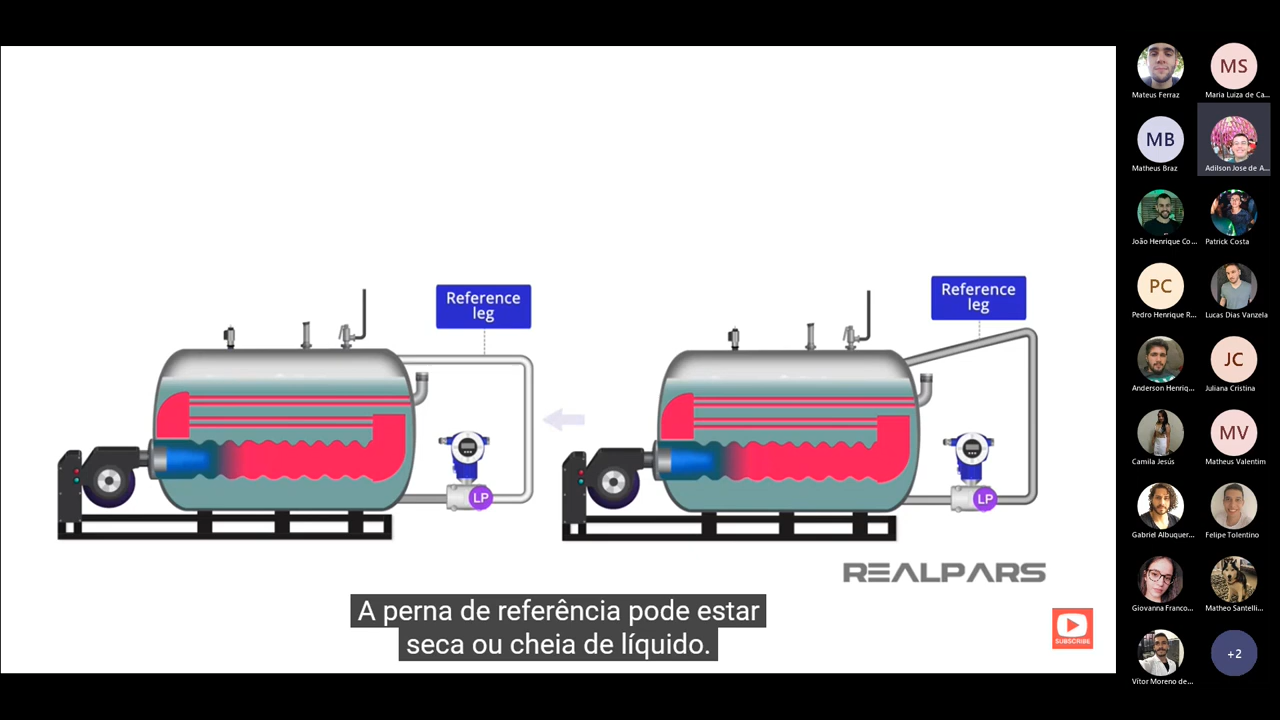 Reference
leg
Reference
leg
LP
LP
REALPARS
SUBSCRIBE
A perna de referência pode estar
seca ou cheia de líquido.
Mateus Ferraz
MS
Maria Luiza de Ca...
MB
Matheus Braz
Adilson Jose de A...
João Henrique Co...
Patrick Costa
PC
Pedro Henrique R...
Lucas Dias Vanzela
Anderson Henriq...
JC
Juliana Cristina
Camila Jesús
MV
Matheus Valentim
Gabriel Albuquer...
Felipe Tolentino
Giovanna Franco...
Matheo Santelli...
Vítor Moreno de...
+2